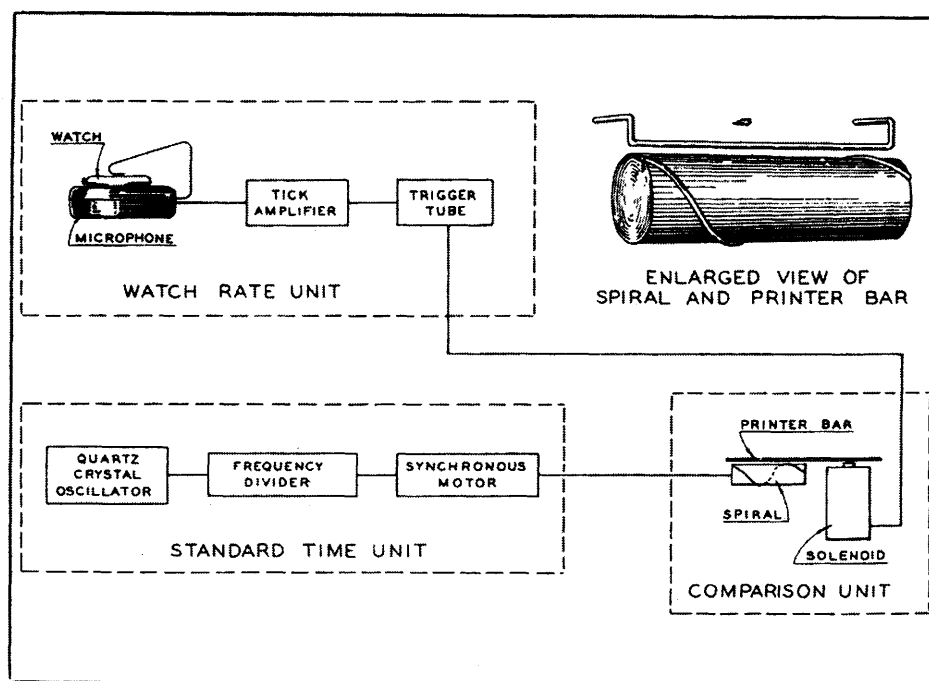 WATCH
MICROPHONE
TICK
AMPLIFIER
TRIGGER
TUBE
WATCH RATE UNIT
ENLARGED VIEW OF
SPIRAL AND PRINTER BAR
QUARTZ
CRYSTAL
OSCILLATOR
FREQUENCY
DIVIDER
SYNCHRONOUS
MOTOR
STANDARD TIME UNIT
PRINTER BAR
SPIRAL
SOLENOID
COMPARISON UNIT